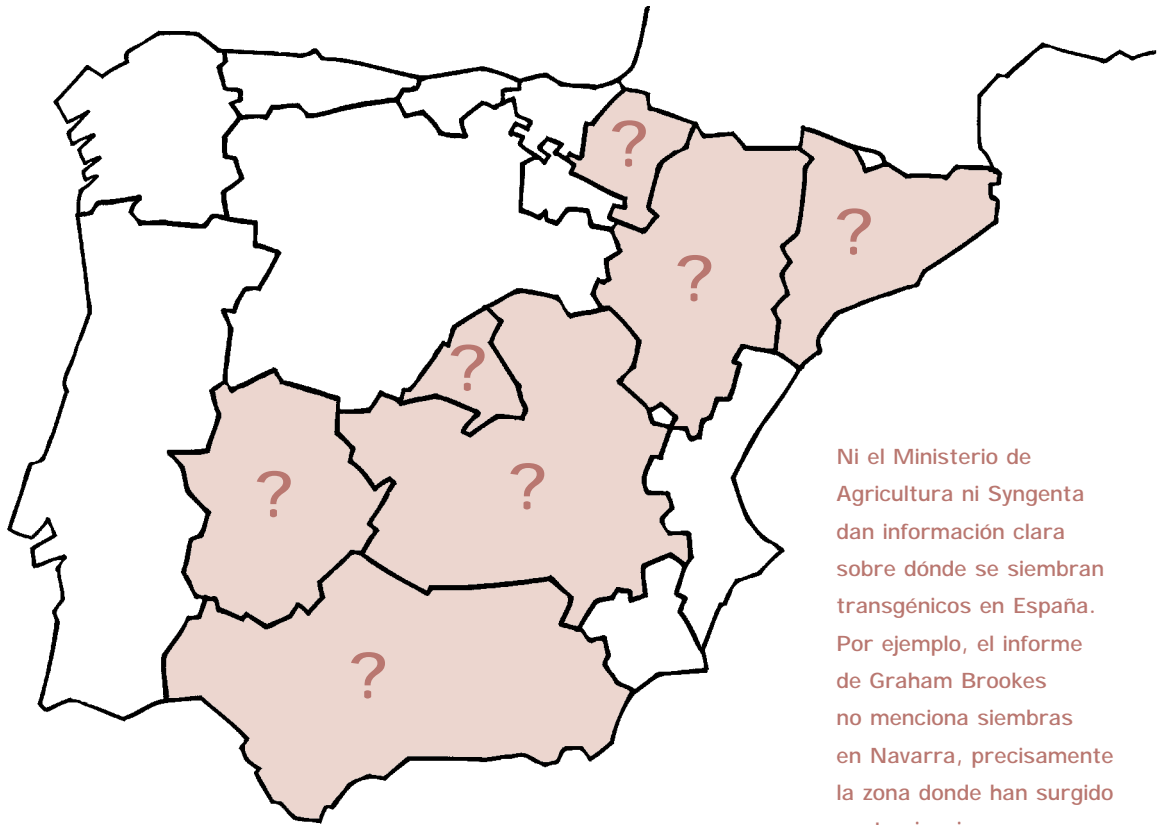 ?
?
?
?
?
?
?
Ni el Ministerio de
Agricultura ni Syngenta
dan información clara
sobre dónde se siembran
transgénicos en España.
Por ejemplo, el informe
de Graham Brookes
no menciona siembras
en Navarra, precisamente
la zona donde han surgido